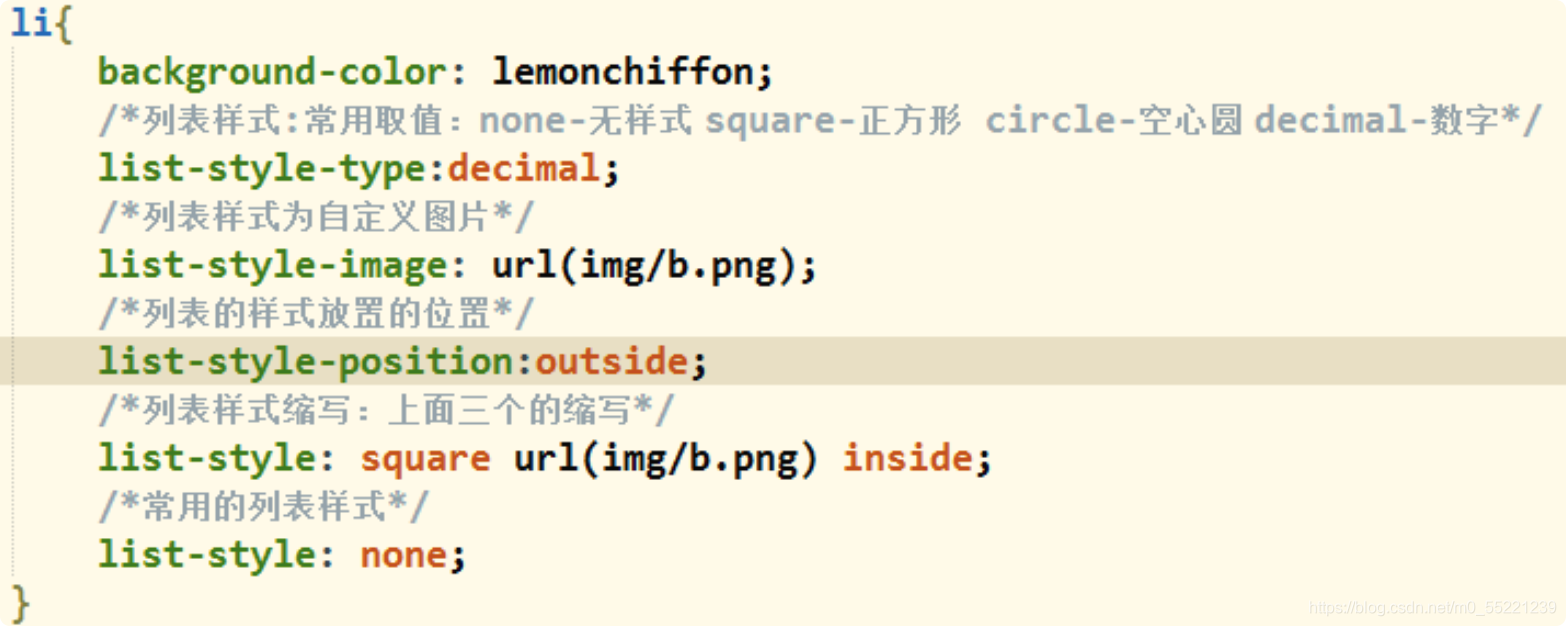 li{
background-color: lemonchiffon;
/*列表样式:常用取值：none-无样式 square-正方形 circle-空心圆 decimal-数字*/
list-style-type:decimal;
/*列表样式为自定义图片*/
list-style-image: url(img/b.png);
/*列表的样式放置的位置*/
list-style-position:outside;
/*列表样式缩写：上面三个的缩写*/
list-style: square url(img/b.png) inside;
/*常用的列表样式*/
list-style: none;
}
https://blog.csdn.net/m0_55221239